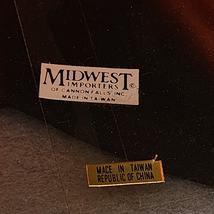 MIDWEST ©
IMPORTERS
OF CANNON FALLS INC.
MADE IN TAIWAN
MADE IN TAIWAN
REPUBLIC OF CHINA